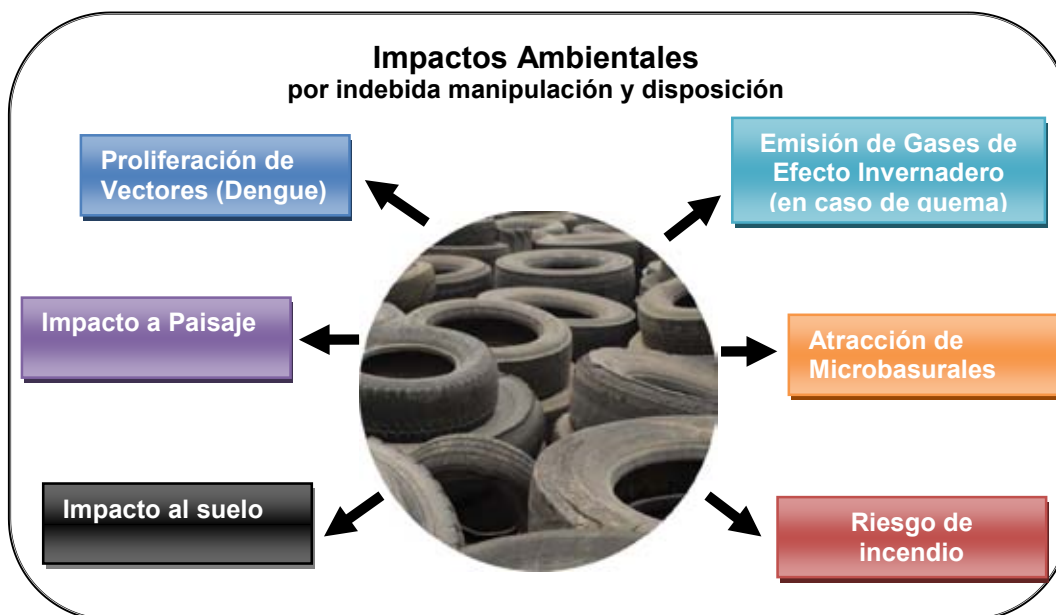 Impactos Ambientales
por indebida manipulación y disposición
Proliferación de
Vectores (Dengue)
Emisión de Gases de
Efecto Invernadero
(en caso de quema)
Impacto a Paisaje
Atracción de
Microbasurales
Impacto al suelo
Riesgo de
incendio